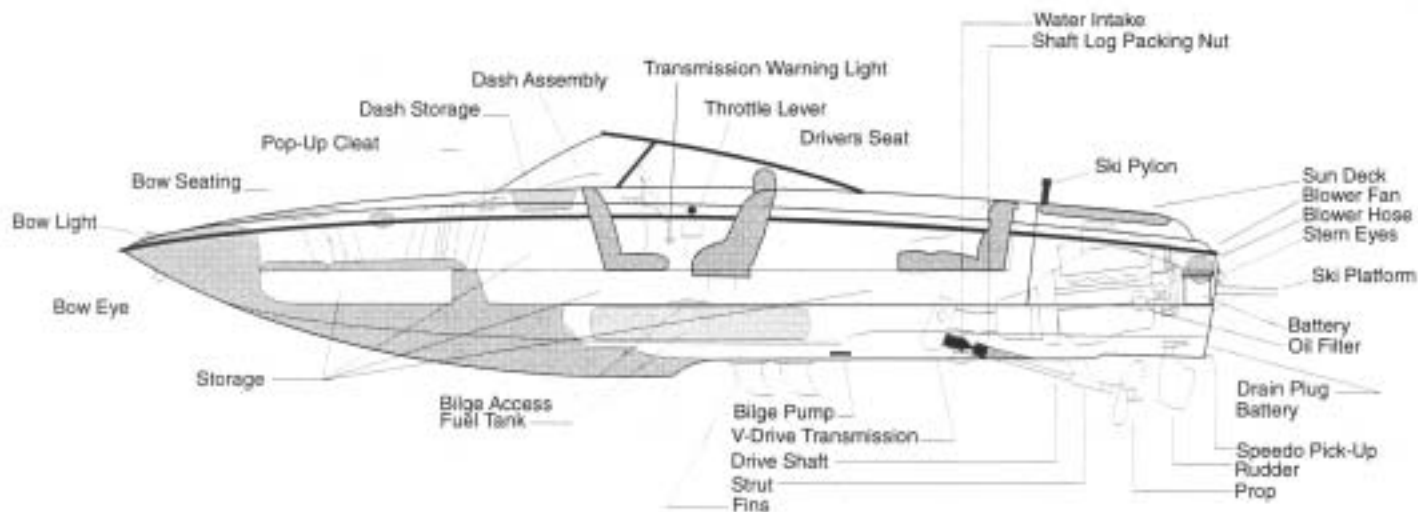 Water Intake
Shaft Log Packing Nut
Transmission Warning Light
Dash Assembly
Dash Storage
Throttle Lever
Drivers Seat
Pop-Up Cleat
Ski Pylon
Bow Seating
Sun Deck
Blower Fan
Blower Hose
Stern Eyes
Bow Light
Ski Platform
Bow Eye
Battery
Oil Filter
Storage
Drain Plug
Battery
Bilge Access
Fuel Tank
Bilge Pump
V-Drive Transmission
Drive Shaft
Strut
Fins
Speedo Pick-Up
Rudder
Prop